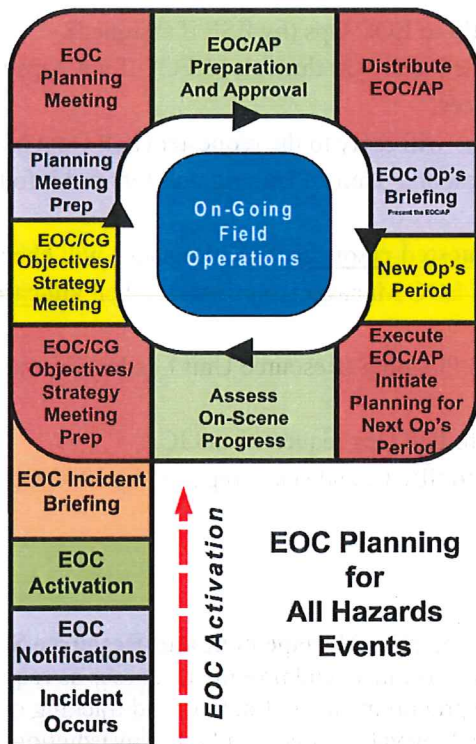 EOC
Planning
Meeting
EOC/AP
Preparation
And Approval
Distribute
EOC/AP
Planning
Meeting
Prep
EOC Op's
Briefing
Present the EOC/AP
EOC/CG
Objectives/
Strategy
Meeting
On-Going
Field
Operations
New Op's
Period
EOC/CG
Objectives/
Strategy
Meeting
Prep
Assess
On-Scene
Progress
Execute
EOC/AP
Initiate
Planning for
Next Op's
Period
EOC Incident
Briefing
EOC
Activation
EOC
Notifications
Incident
Occurs
EOC Activation
EOC Planning
for
All Hazards
Events